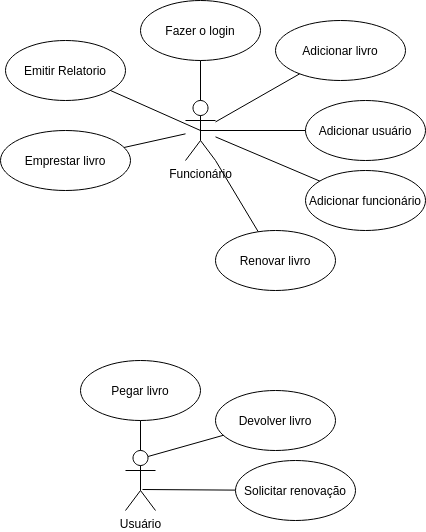 Fazer o login
Adicionar livro
Emitir Relatorio
Adicionar usuário
Emprestar livro
Funcionário
Adicionar funcionário
Renovar livro
Pegar livro
Devolver livro
Solicitar renovação
Usuário